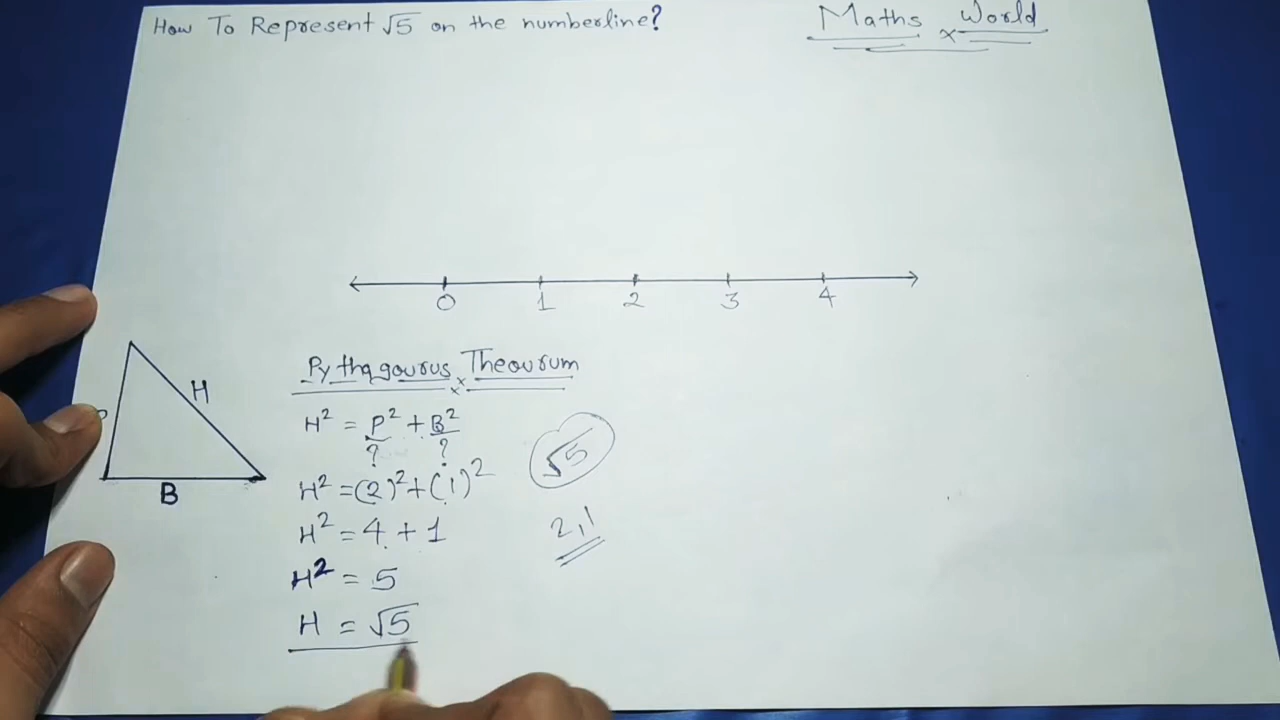 How To Represent √5 on the numberline?
Maths × World
0 1 2 3 4
Pythagourus × Theourum
H
B
H² = P² + B²
? ?
H² = (2)² + (1)²
H² = 4 + 1
H² = 5
H = √5
√5
2,1